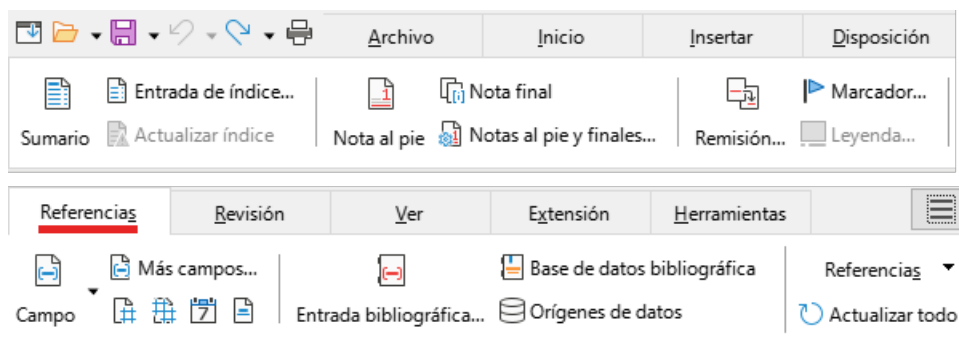 Archivo Inicio Insertar Disposición
Entrada de índice... Nota final Marcador...
Sumario Actualizar índice Nota al pie Notas al pie y finales... Remisión... Leyenda...
Referencias Revisión Ver Extensión Herramientas
Más campos... Base de datos bibliográfica Referencias
Campo 7 Entrada bibliográfica... Orígenes de datos Actualizar todo